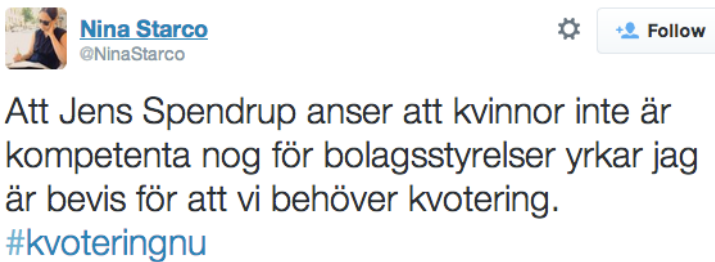 Nina Starco
@NinaStarco
Follow
Att Jens Spendrup anser att kvinnor inte är
kompetenta nog för bolagsstyrelser yrkar jag
är bevis för att vi behöver kvotering.
#kvoteringnu